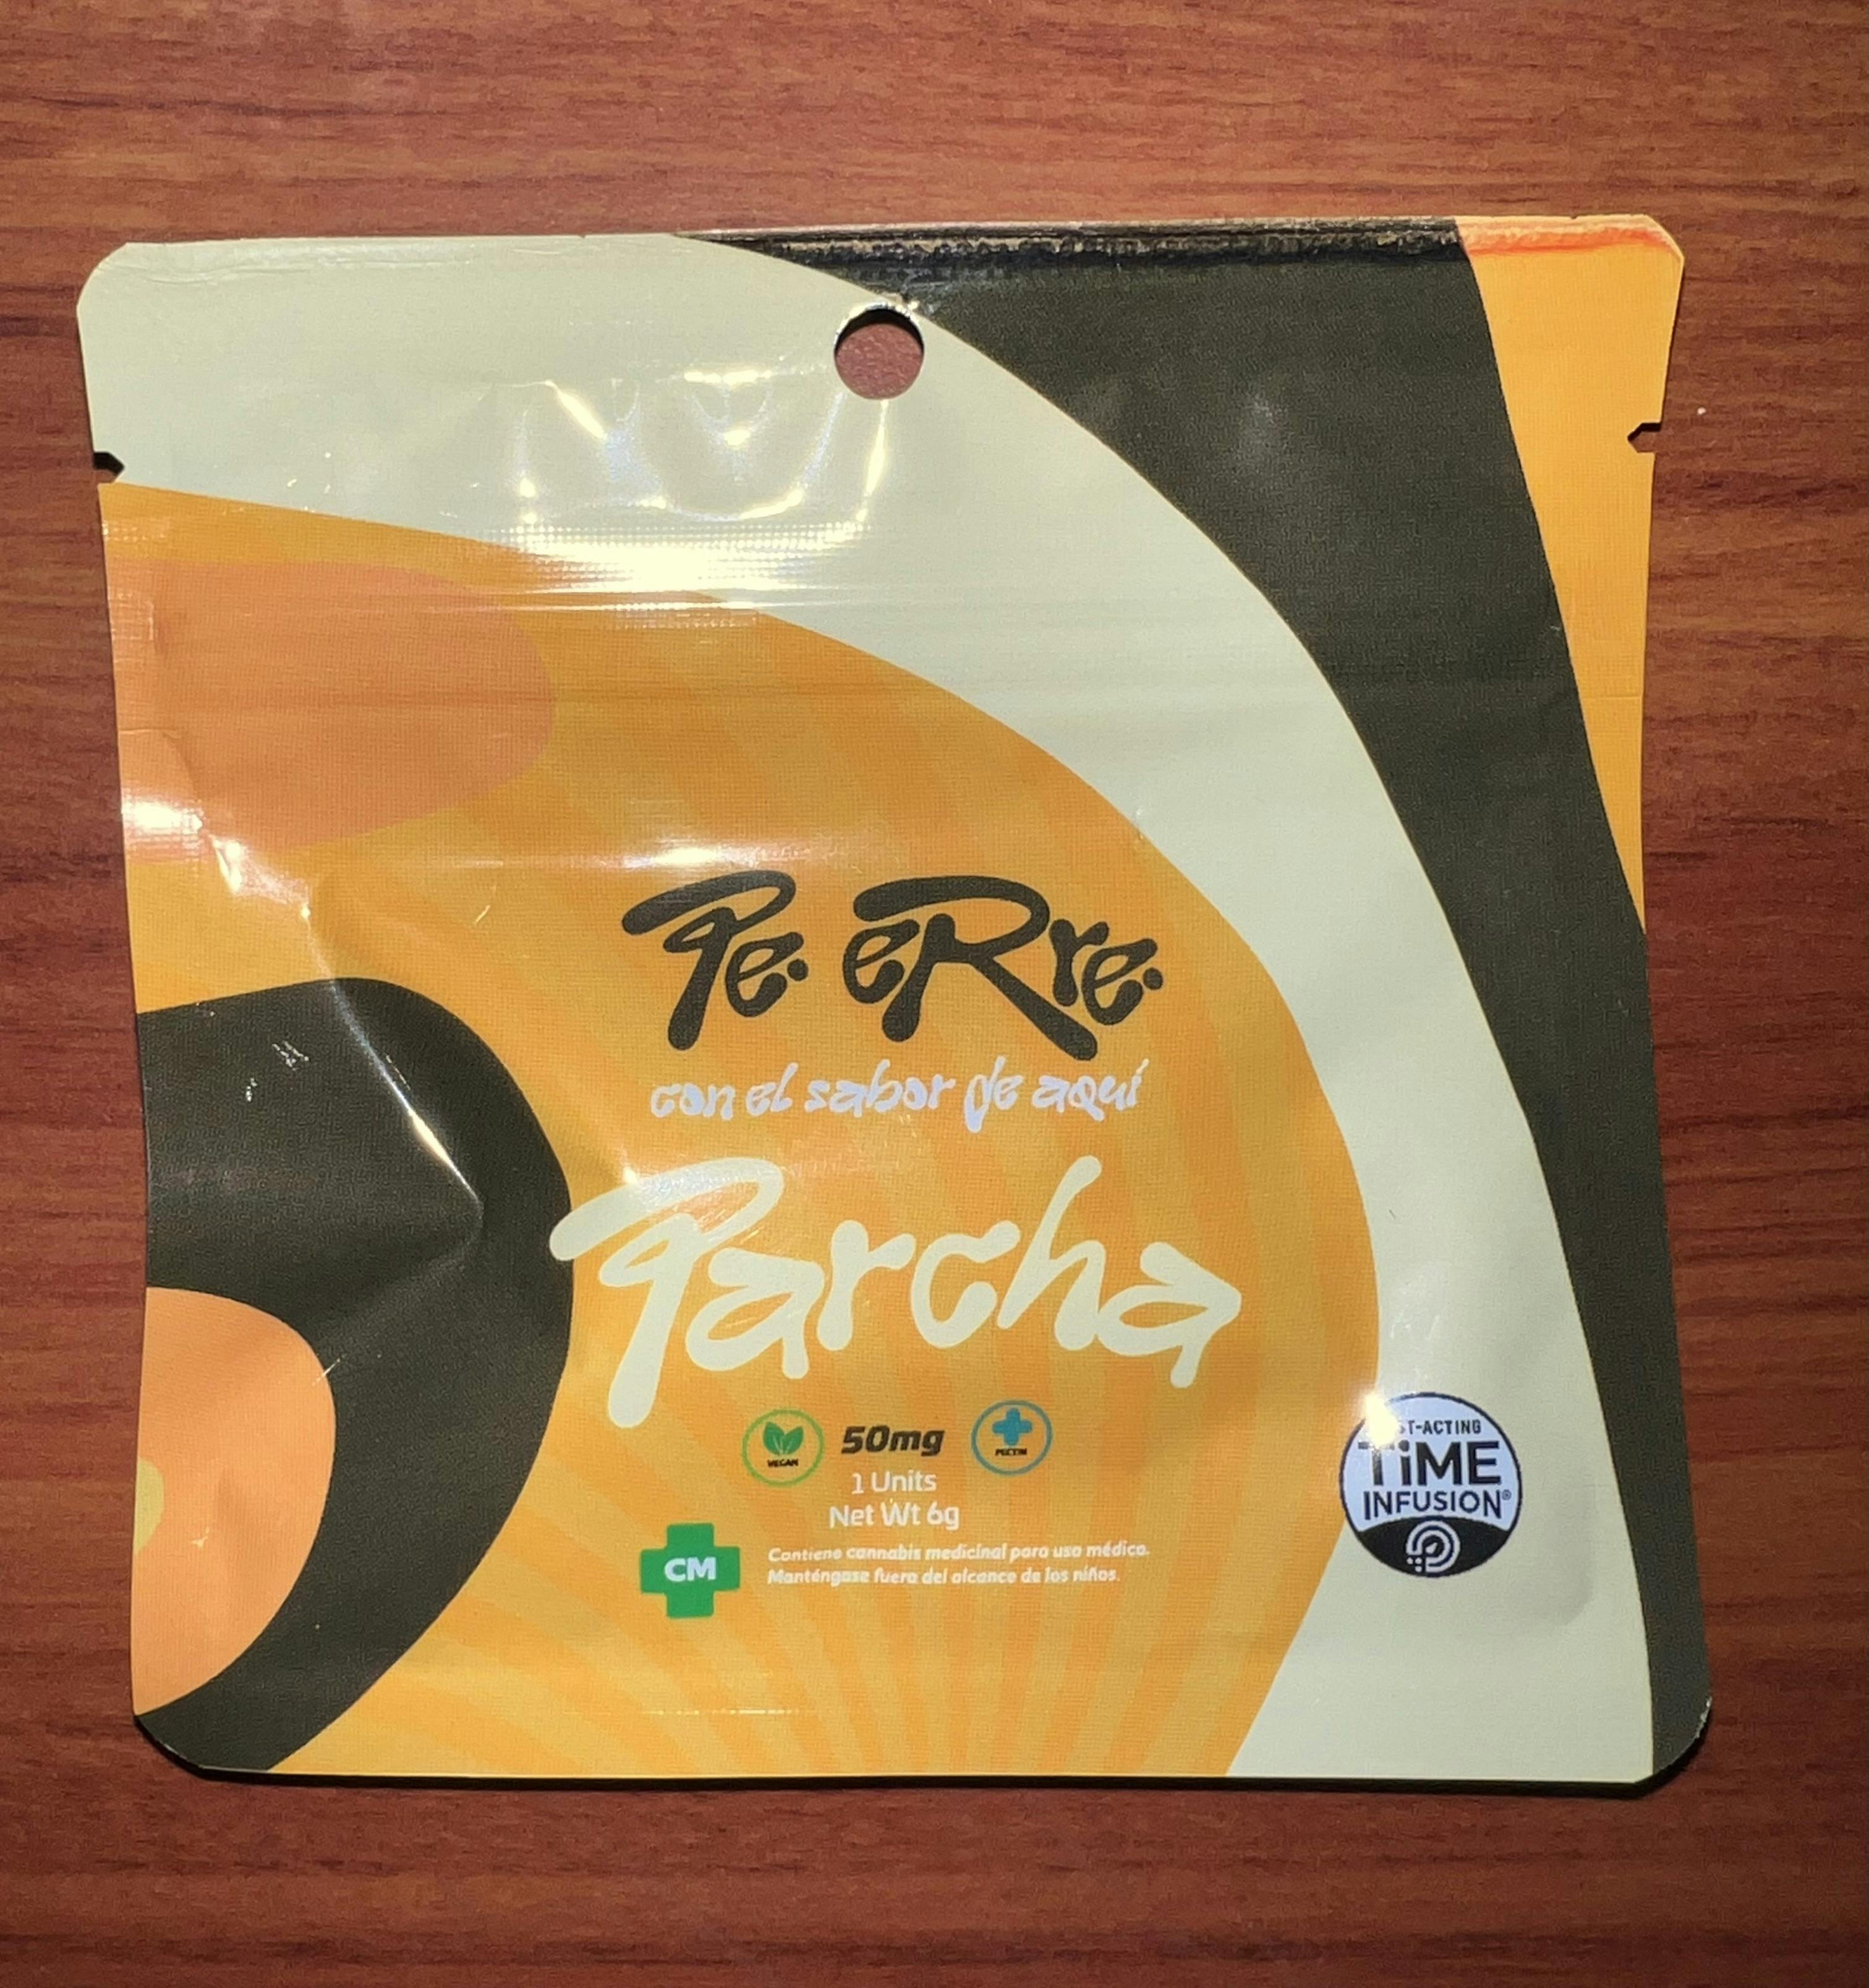 Pe eRre
con el sabor de aquí
Parcha
VEGAN
50mg
PECTIN
1 Units
Net Wt 6g
CM
Contiene cannabis medicinal para uso médico.
Manténgase fuera del alcance de los niños.
TiME
INFUSION®